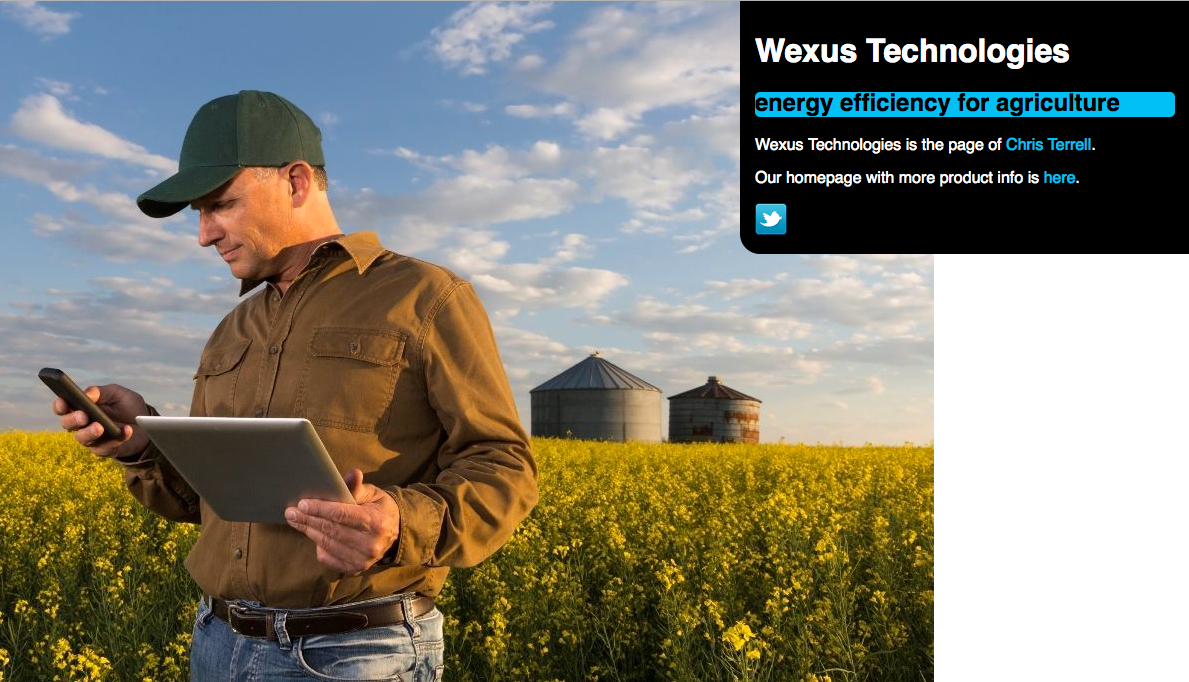 Wexus Technologies
energy efficiency for agriculture
Wexus Technologies is the page of Chris Terrell.
Our homepage with more product info is here.